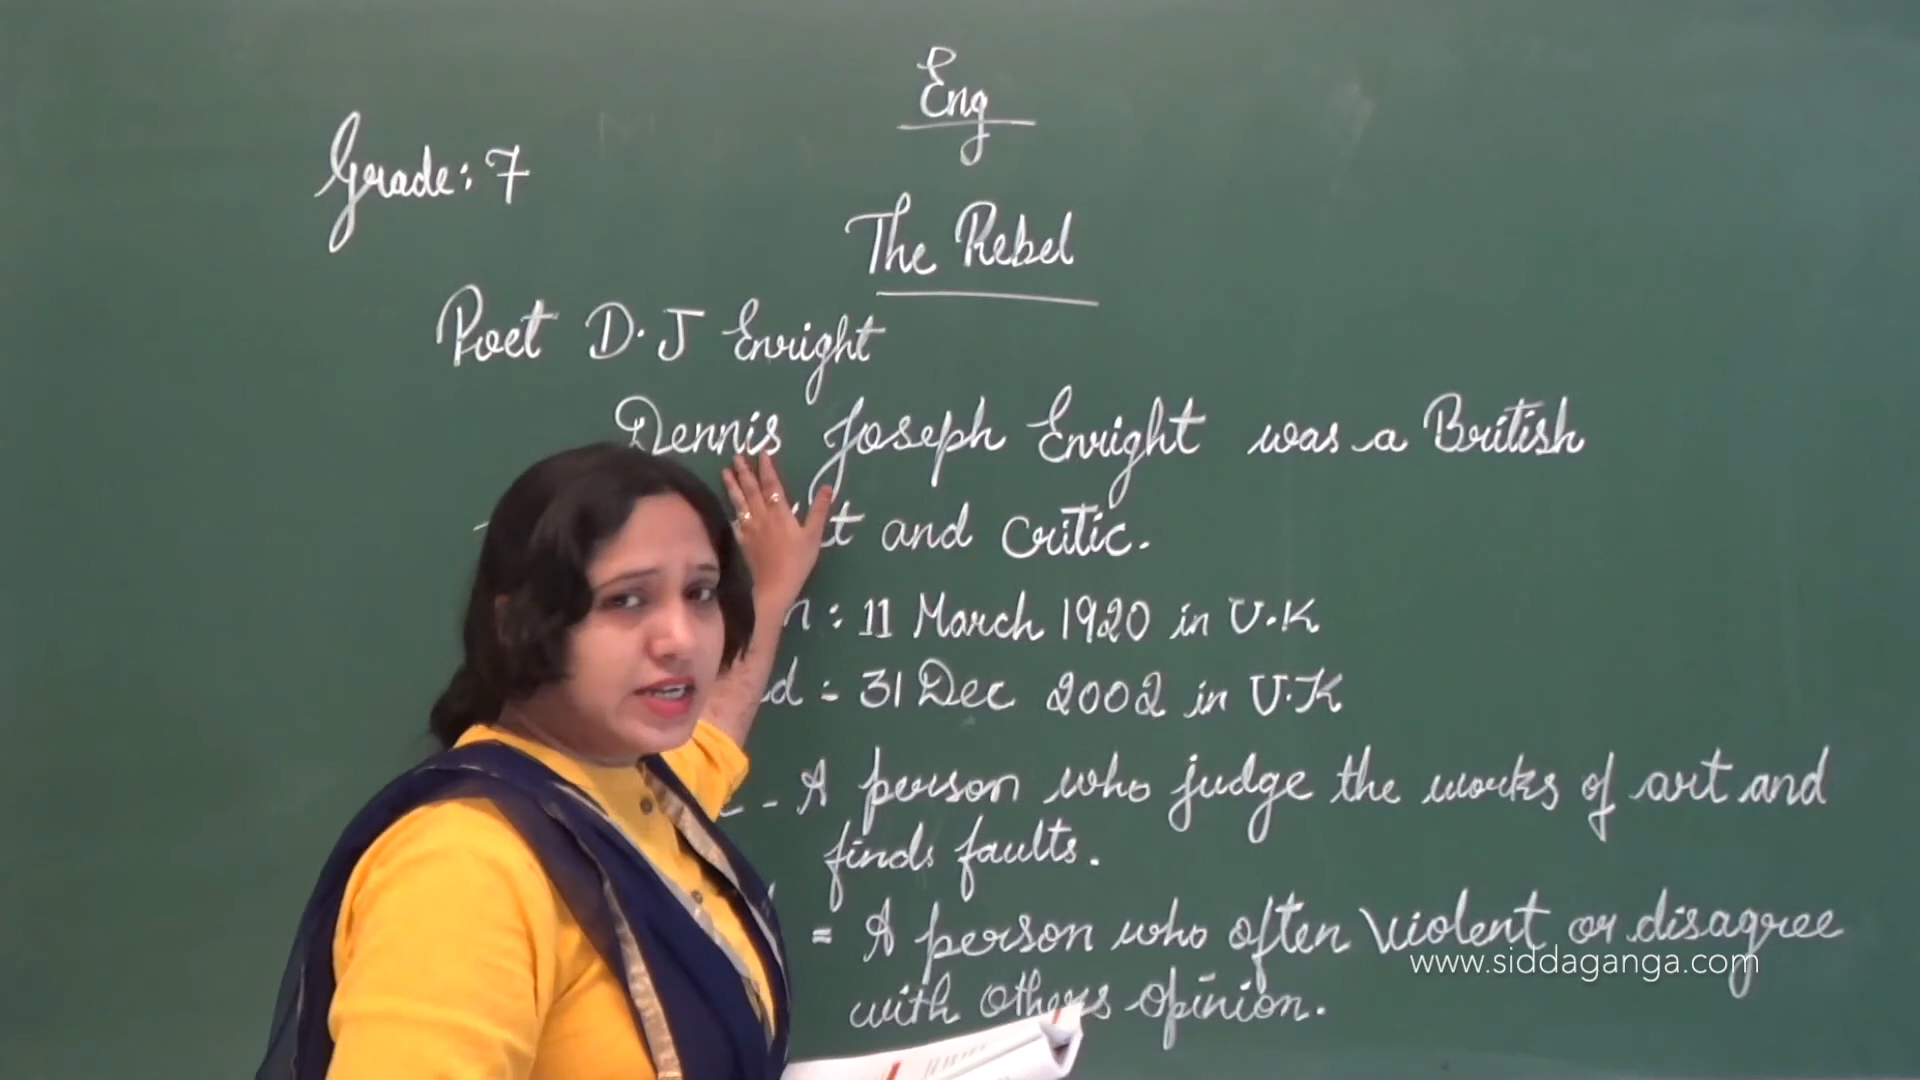 Eng
Grade: 7
The Rebel
Poet D.J Enright
Dennis Joseph Enright was a British
and critic.
: 11 March 1920 in U.K
: 31 Dec 2002 in U.K
- A person who judge the works of art and
finds faults.
= A person who often violent or disagree
www.siddaganga.com
with others opinion.